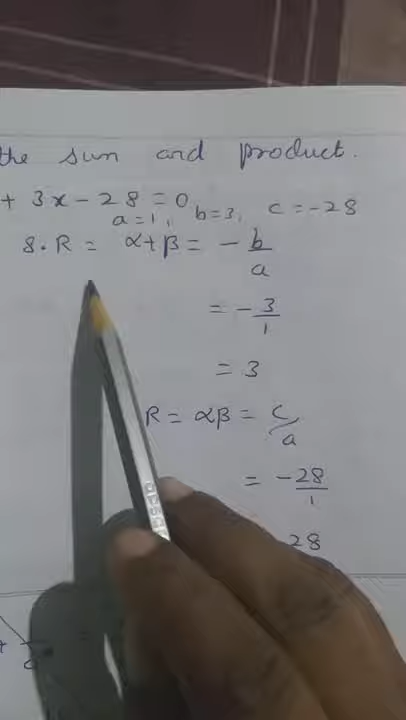 the sum and product.
+ 3x - 28 = 0
a = 1, b = 3, c = -28
S.R = α+β = - b/a
= - 3/1
= 3
R = αβ = c/a
= -28/1
28
+